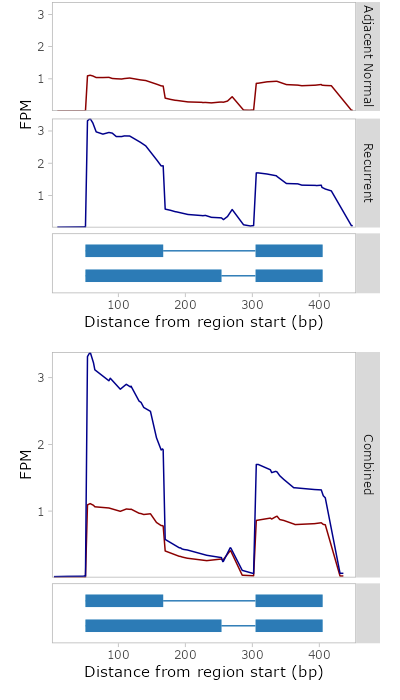 3
2
1
Adjacent Normal
FPM
3
2
1
Recurrent
100 200 300 400
Distance from region start (bp)
3
2
1
FPM
Combined
100 200 300 400
Distance from region start (bp)